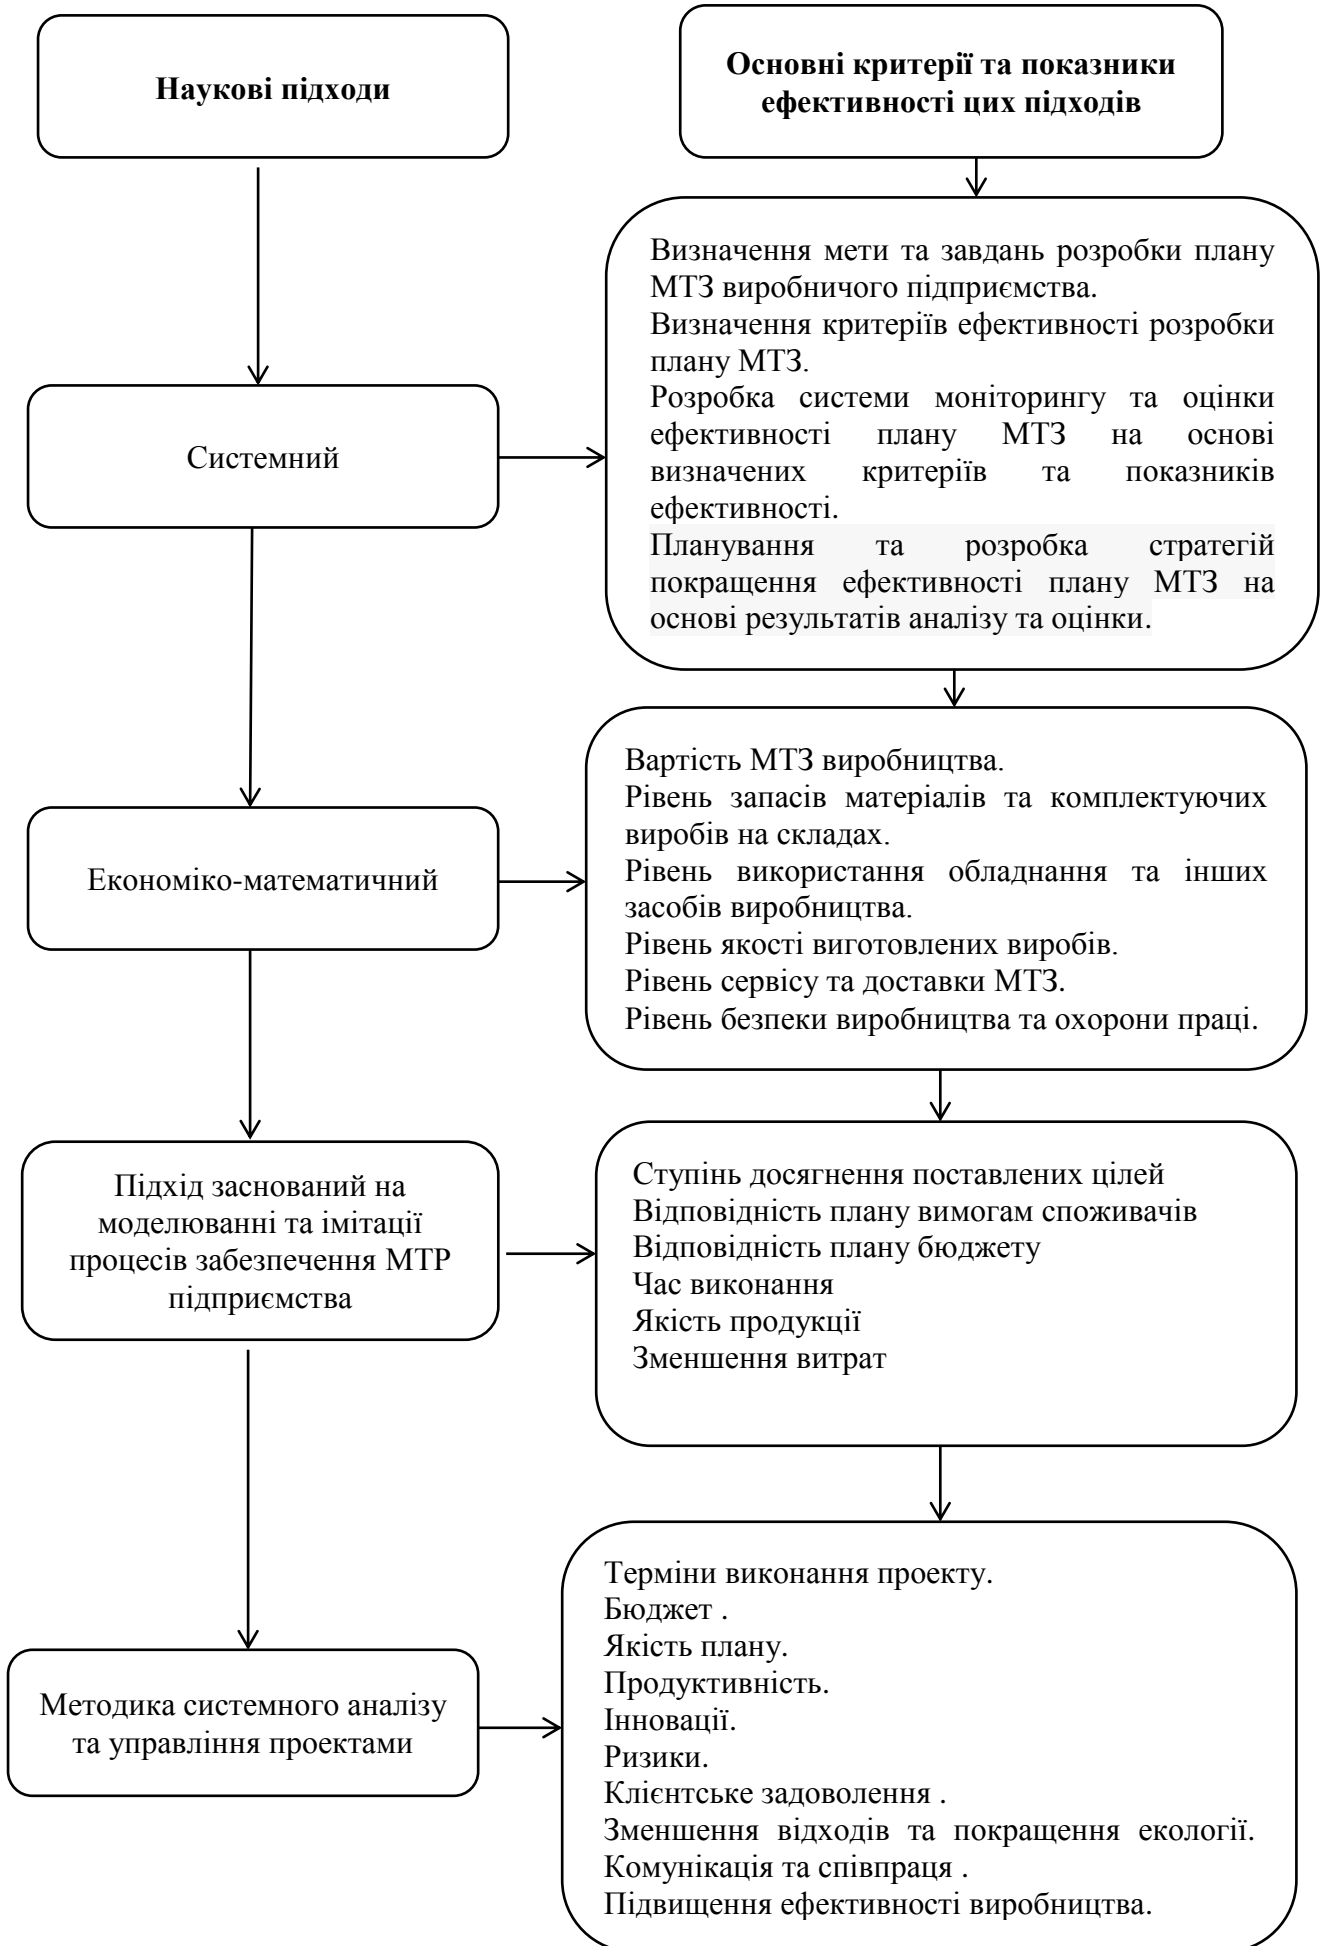 Наукові підходи
Основні критерії та показники
ефективності цих підходів
Визначення мети та завдань розробки плану
МТЗ виробничого підприємства.
Визначення критеріїв ефективності розробки
плану МТЗ.
Розробка системи моніторингу та оцінки
ефективності плану МТЗ на основі
визначених критеріїв та показників
ефективності.
Планування та розробка стратегій
покращення ефективності плану МТЗ на
основі результатів аналізу та оцінки.
Системний
Вартість МТЗ виробництва.
Рівень запасів матеріалів та комплектуючих
виробів на складах.
Рівень використання обладнання та інших
засобів виробництва.
Рівень якості виготовлених виробів.
Рівень сервісу та доставки МТЗ.
Рівень безпеки виробництва та охорони праці.
Економіко-математичний
Підхід заснований на
моделюванні та імітації
процесів забезпечення МТР
підприємства
Ступінь досягнення поставлених цілей
Відповідність плану вимогам споживачів
Відповідність плану бюджету
Час виконання
Якість продукції
Зменшення витрат
Методика системного аналізу
та управління проектами
Терміни виконання проекту.
Бюджет .
Якість плану.
Продуктивність.
Інновації.
Ризики.
Клієнтське задоволення .
Зменшення відходів та покращення екології.
Комунікація та співпраця .
Підвищення ефективності виробництва.